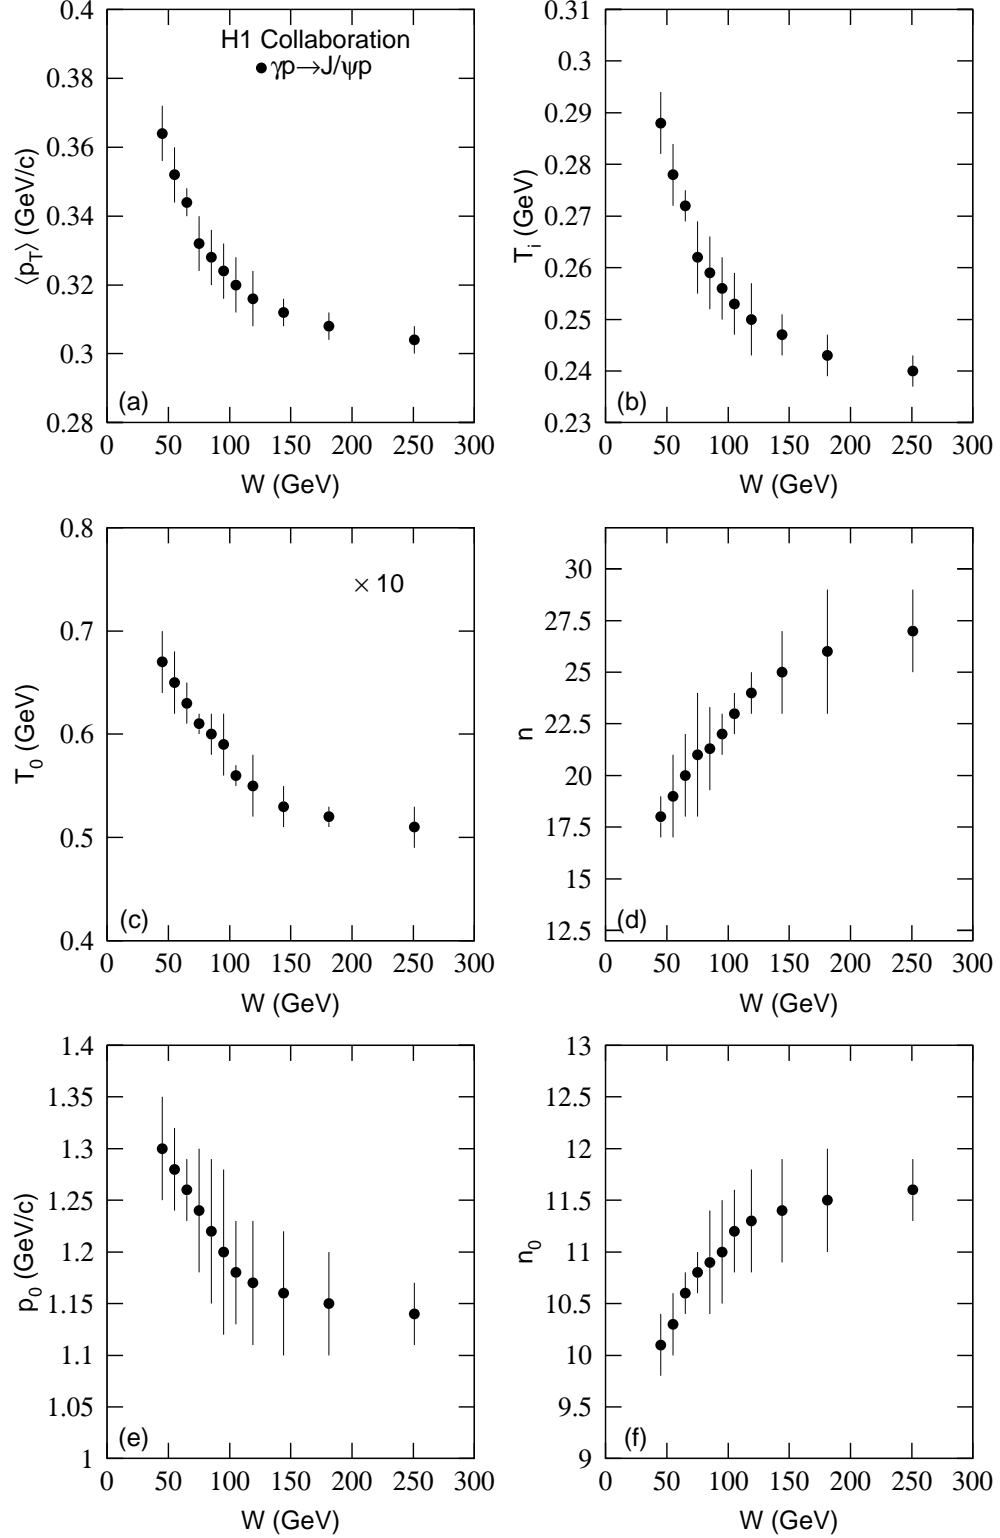 0.4
0.38
0.36
0.34
0.32
0.3
0.28
⟨p_T⟩ (GeV/c)
H1 Collaboration
● γp→J/ψp
(a)
0 50 100 150 200 250 300
W (GeV)
0.31
0.3
0.29
0.28
0.27
0.26
0.25
0.24
0.23
T_i (GeV)
(b)
0 50 100 150 200 250 300
W (GeV)
0.8
0.7
0.6
0.5
0.4
T_0 (GeV)
× 10
(c)
0 50 100 150 200 250 300
W (GeV)
30
27.5
25
22.5
20
17.5
15
12.5
n
(d)
0 50 100 150 200 250 300
W (GeV)
1.4
1.35
1.3
1.25
1.2
1.15
1.1
1.05
1
p_0 (GeV/c)
(e)
0 50 100 150 200 250 300
W (GeV)
13
12.5
12
11.5
11
10.5
10
9.5
9
n_0
(f)
0 50 100 150 200 250 300
W (GeV)